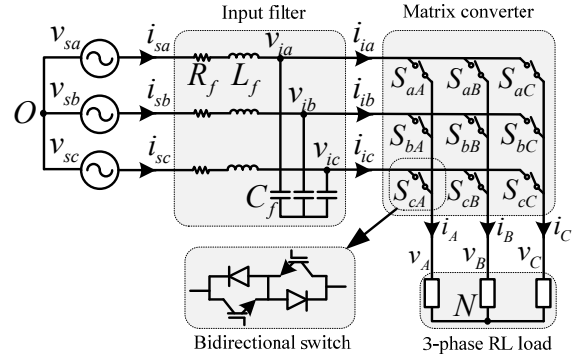 Input filter
Matrix converter
v_sa i_sa R_f L_f v_ia i_ia S_aA S_aB S_aC
O v_sb i_sb v_ib i_ib S_bA S_bB S_bC
v_sc i_sc C_f v_ic i_ic S_cA S_cB S_cC
i_A i_B i_C
v_A v_B v_C
N
Bidirectional switch
3-phase RL load